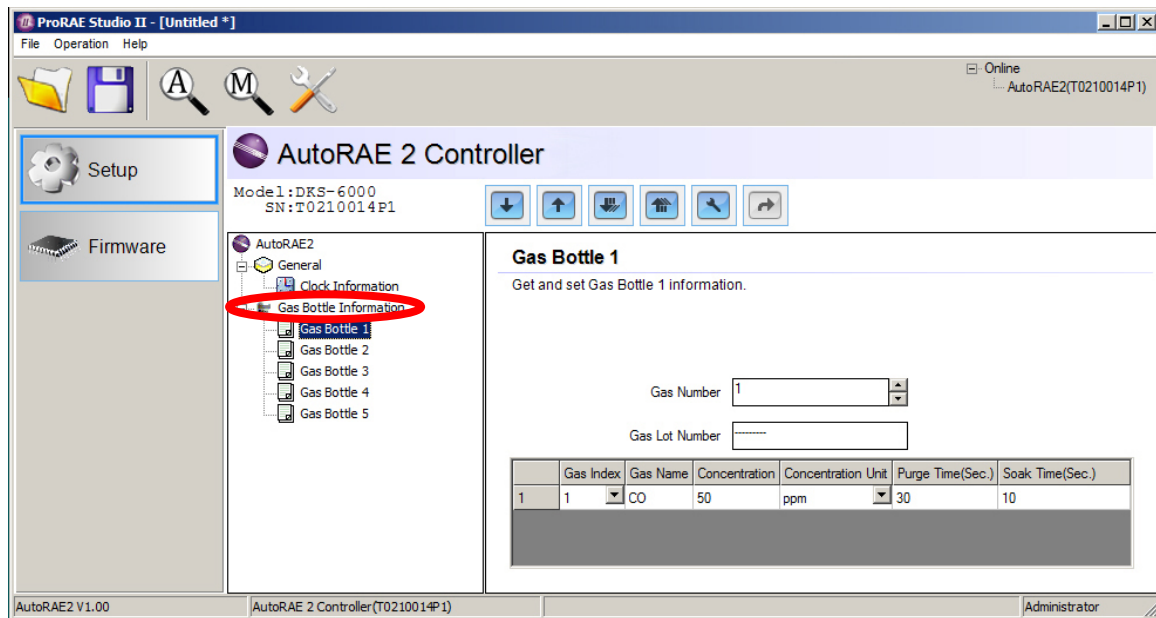 ProRAE Studio II - [Untitled *]
File Operation Help
A M
Online
AutoRAE2(T0210014P1)
Setup
Firmware
AutoRAE 2 Controller
Model:DKS-6000
SN:T0210014P1
AutoRAE2
General
Clock Information
Gas Bottle Information
Gas Bottle 1
Gas Bottle 2
Gas Bottle 3
Gas Bottle 4
Gas Bottle 5
Gas Bottle 1
Get and set Gas Bottle 1 information.
Gas Number 1
Gas Lot Number ---------
Gas Index Gas Name Concentration Concentration Unit Purge Time(Sec.) Soak Time(Sec.)
1 1 CO 50 ppm 30 10
AutoRAE2 V1.00 AutoRAE 2 Controller(T0210014P1) Administrator